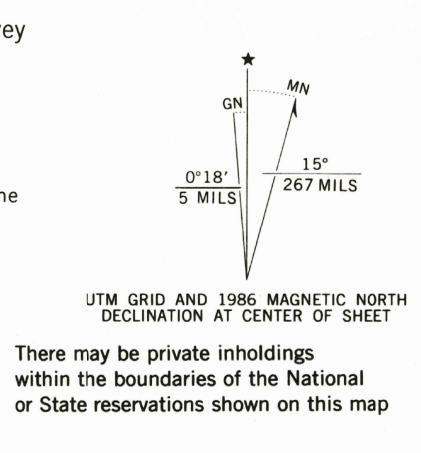 ★
MN
GN
15°
267 MILS
0°18'
5 MILS
UTM GRID AND 1986 MAGNETIC NORTH
DECLINATION AT CENTER OF SHEET
There may be private inholdings
within the boundaries of the National
or State reservations shown on this map